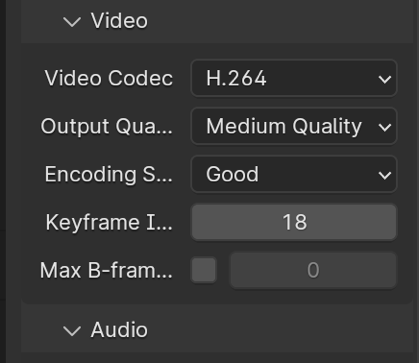 Video
Video Codec H.264
Output Qua... Medium Quality
Encoding S... Good
Keyframe I... 18
Max B-fram... 0
Audio